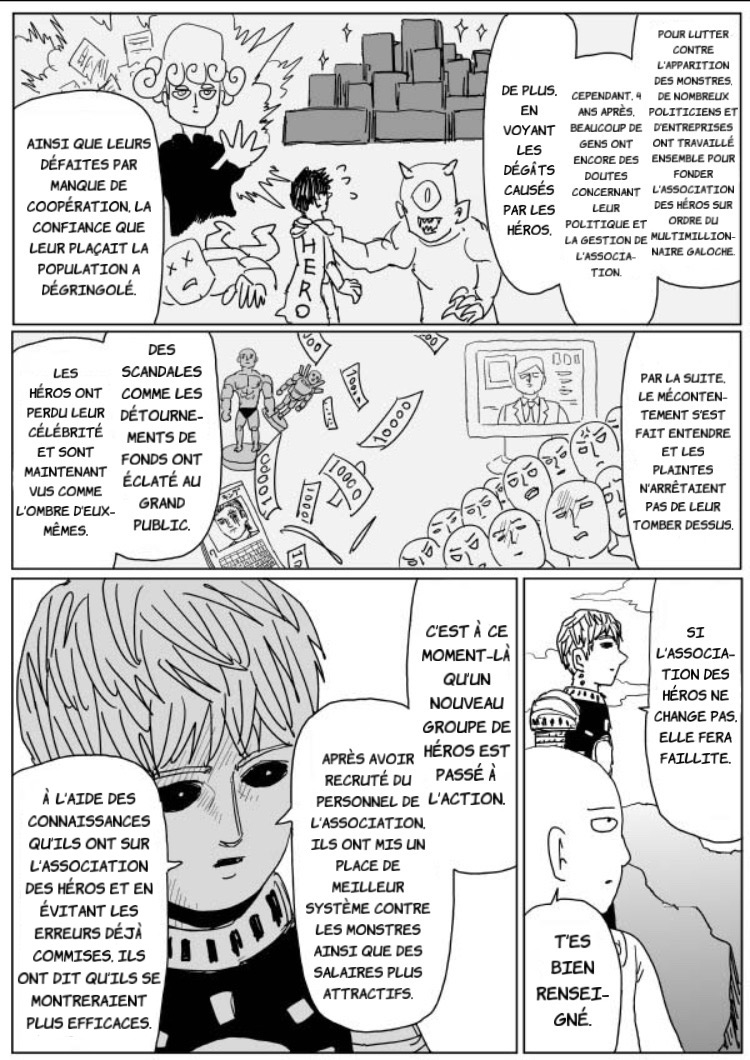 POUR LUTTER
CONTRE
L'APPARITION
DES MONSTRES,
DE NOMBREUX
POLITICIENS ET
D'ENTREPRISES
ONT TRAVAILLÉ
ENSEMBLE POUR
FONDER
L'ASSOCIATION
DES HÉROS SUR
ORDRE DU
MULTIMILLION-
NAIRE GALOCHE.
CEPENDANT, 4
ANS APRÈS,
BEAUCOUP DE
GENS ONT
ENCORE DES
DOUTES
CONCERNANT
LEUR
POLITIQUE ET
LA GESTION DE
L'ASSOCIA-
TION.
DE PLUS,
EN
VOYANT
LES
DÉGÂTS
CAUSÉS
PAR LES
HÉROS,
HERO
AINSI QUE LEURS
DÉFAITES PAR
MANQUE DE
COOPÉRATION, LA
CONFIANCE QUE
LEUR PLAÇAIT LA
POPULATION A
DÉGRINGOLÉ.
PAR LA SUITE,
LE MÉCONTEN-
TEMENT S'EST
FAIT ENTENDRE
ET LES
PLAINTES
N'ARRÊTAIENT
PAS DE LEUR
TOMBER DESSUS.
10000
10000
10000
DES
SCANDALES
COMME LES
DÉTOURNE-
MENTS DE
FONDS ONT
ÉCLATÉ AU
GRAND
PUBLIC.
LES
HÉROS ONT
PERDU LEUR
CÉLÉBRITÉ
ET SONT
MAINTENANT
VUS COMME
L'OMBRE D'EUX-
MÊMES.
SI
L'ASSOCIA-
TION DES
HÉROS NE
CHANGE PAS,
ELLE FERA
FAILLITE.
T'ES
BIEN
RENSEI-
GNÉ.
C'EST À CE
MOMENT-LÀ
QU'UN
NOUVEAU
GROUPE DE
HÉROS EST
PASSÉ À
L'ACTION.
APRÈS AVOIR
RECRUTÉ DU
PERSONNEL DE
L'ASSOCIATION,
ILS ONT MIS UN
PLACE DE
MEILLEUR
SYSTÈME CONTRE
LES MONSTRES
AINSI QUE DES
SALAIRES PLUS
ATTRACTIFS.
À L'AIDE DES
CONNAISSANCES
QU'ILS ONT SUR
L'ASSOCIATION
DES HÉROS ET EN
ÉVITANT LES
ERREURS DÉJÀ
COMMISES, ILS
ONT DIT QU'ILS SE
MONTRERAIENT
PLUS EFFICACES.